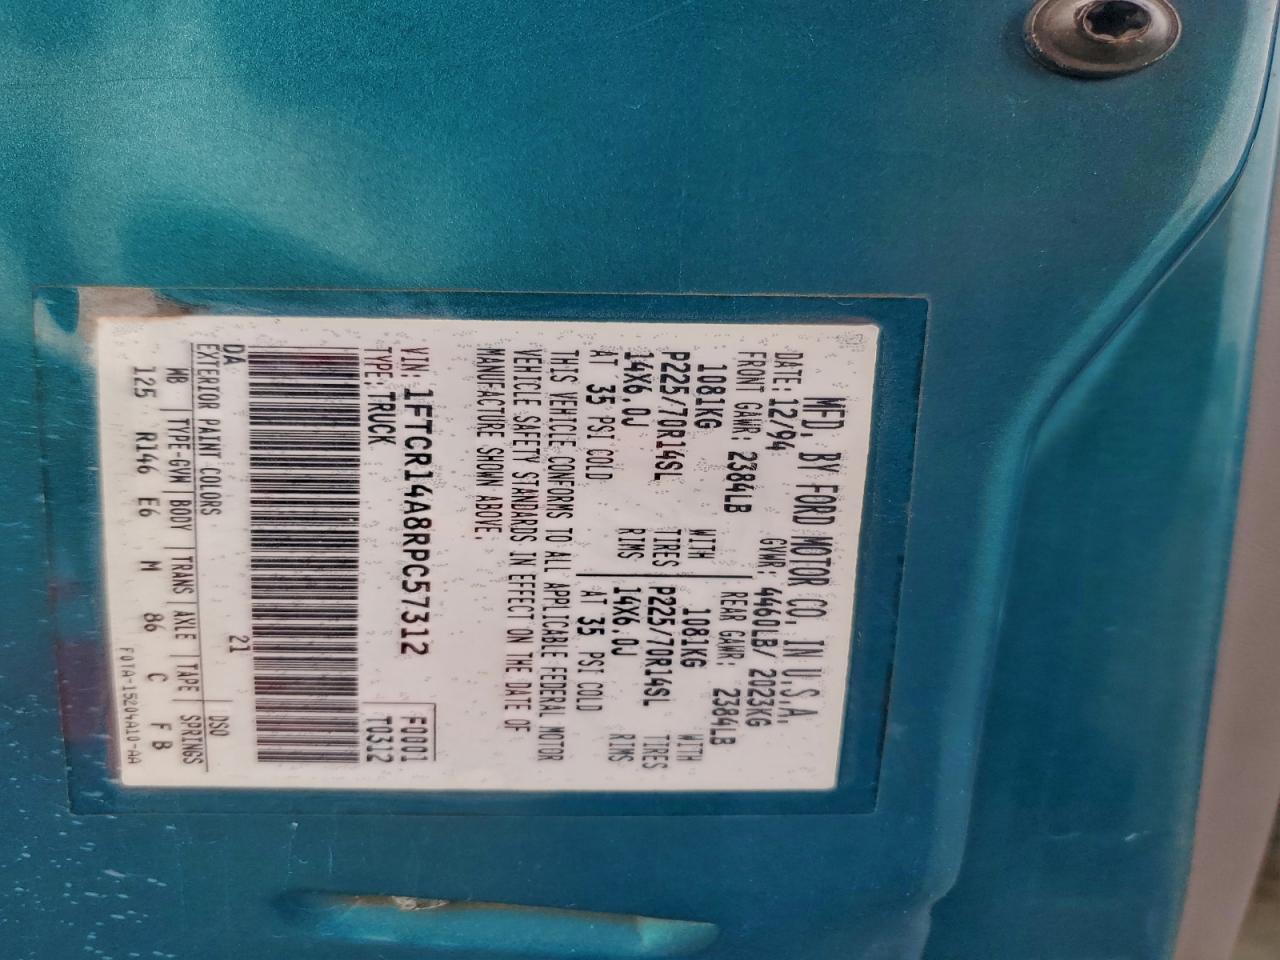 MFD. BY FORD MOTOR CO. IN U.S.A.
DATE: 12/94 GVWR: 4460LB/ 2023KG
FRONT GAWR: 2384LB REAR GAWR: 2384LB
1081KG WITH 1081KG WITH
P225/70R14SL TIRES P225/70R14SL TIRES
14X6.0J RIMS 14X6.0J RIMS
AT 35 PSI COLD AT 35 PSI COLD
THIS VEHICLE CONFORMS TO ALL APPLICABLE FEDERAL MOTOR
VEHICLE SAFETY STANDARDS IN EFFECT ON THE DATE OF
MANUFACTURE SHOWN ABOVE.
VIN: 1FTCR14A8RPC57312 F0001
TYPE: TRUCK T0312
DA 21
EXTERIOR PAINT COLORS DSO
WB TYPE-GVW BODY TRANS AXLE TAPE SPRINGS
125 R146 E6 M 86 C F B
F0TA-15204A10-AA